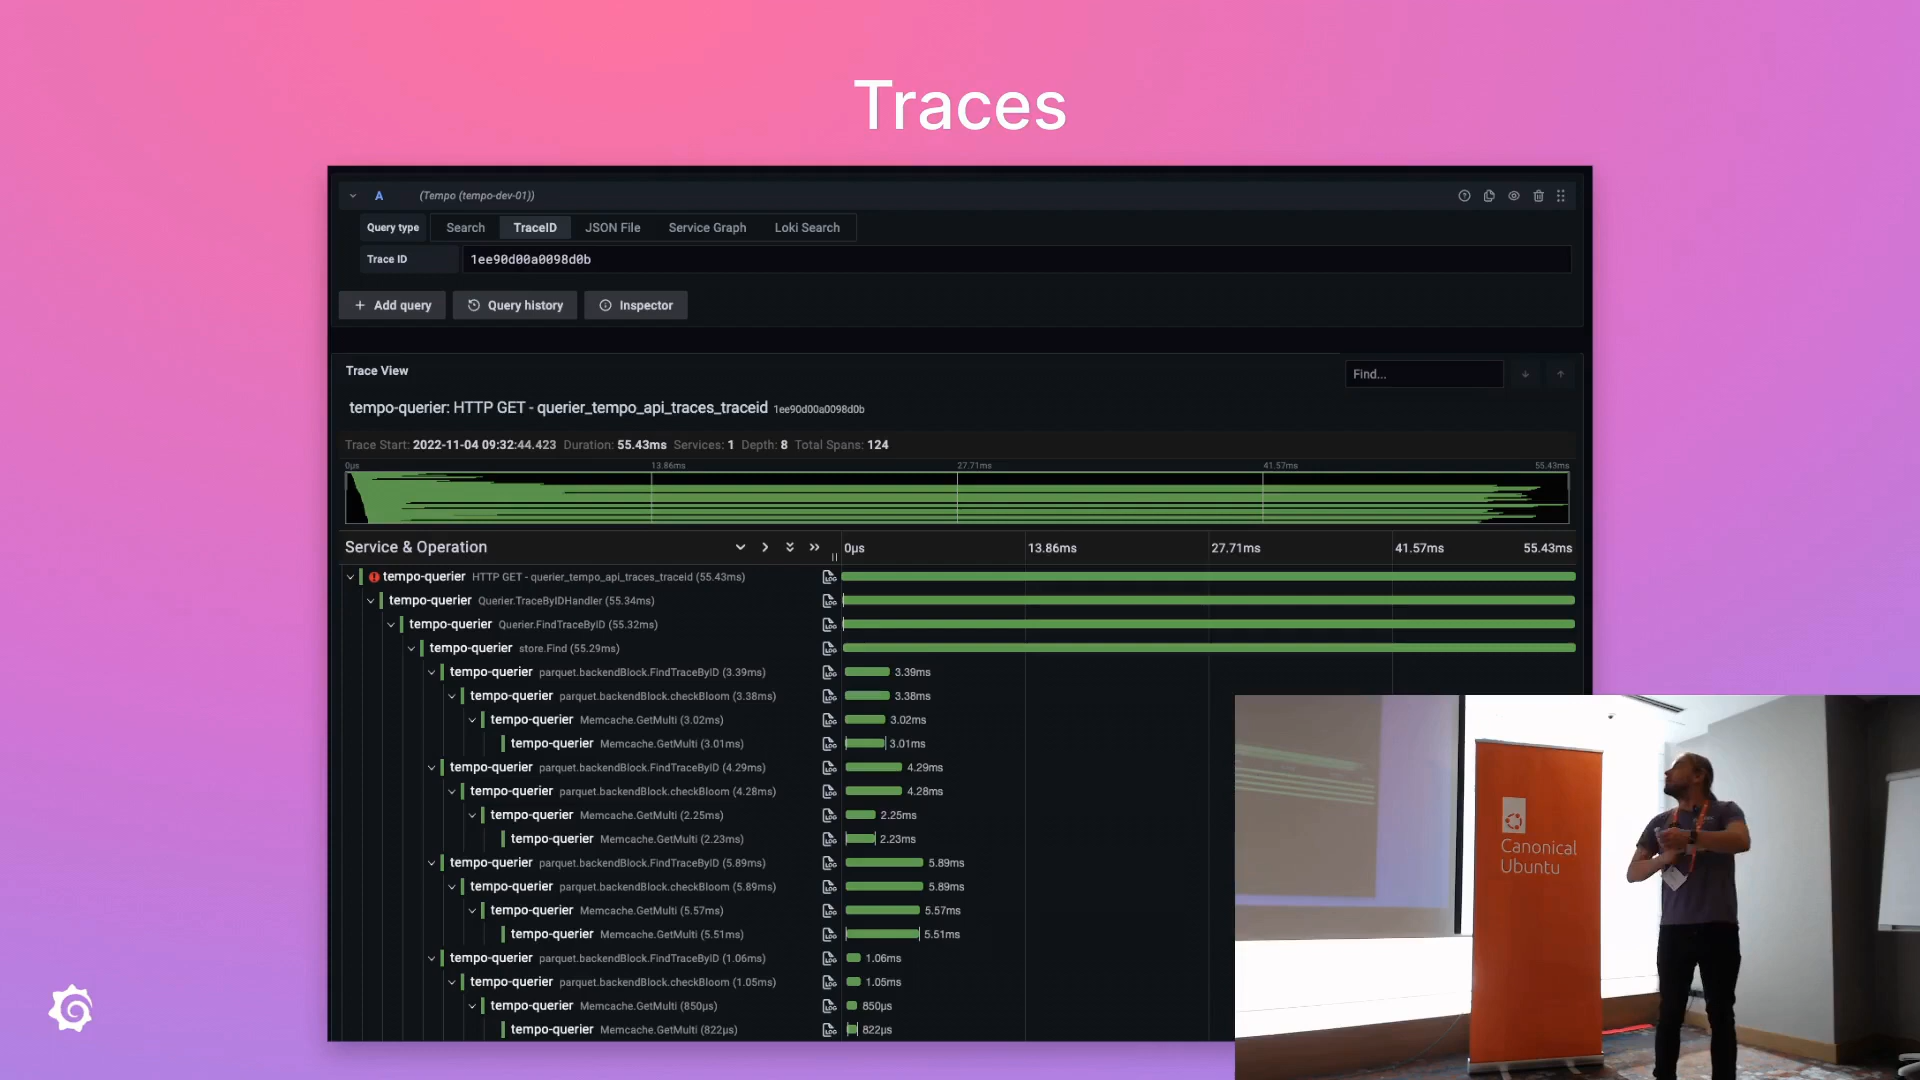 Traces
A (Tempo (tempo-dev-01))
Query type Search TraceID JSON File Service Graph Loki Search
Trace ID 1ee90d00a0098d0b
+ Add query Query history Inspector
Trace View Find...
tempo-querier: HTTP GET - querier_tempo_api_traces_traceid 1ee90d00a0098d0b
Trace Start: 2022-11-04 09:32:44.423 Duration: 55.43ms Services: 1 Depth: 8 Total Spans: 124
0µs 13.86ms 27.71ms 41.57ms 55.43ms
Service & Operation 0µs 13.86ms 27.71ms 41.57ms 55.43ms
tempo-querier HTTP GET - querier_tempo_api_traces_traceid (55.43ms)
tempo-querier Querier.TraceByIDHandler (55.34ms)
tempo-querier Querier.FindTraceByID (55.32ms)
tempo-querier store.Find (55.29ms)
tempo-querier parquet.backendBlock.FindTraceByID (3.39ms) 3.39ms
tempo-querier parquet.backendBlock.checkBloom (3.38ms) 3.38ms
tempo-querier Memcache.GetMulti (3.02ms) 3.02ms
tempo-querier Memcache.GetMulti (3.01ms) 3.01ms
tempo-querier parquet.backendBlock.FindTraceByID (4.29ms) 4.29ms
tempo-querier parquet.backendBlock.checkBloom (4.28ms) 4.28ms
tempo-querier Memcache.GetMulti (2.25ms) 2.25ms
tempo-querier Memcache.GetMulti (2.23ms) 2.23ms
tempo-querier parquet.backendBlock.FindTraceByID (5.89ms) 5.89ms
tempo-querier parquet.backendBlock.checkBloom (5.89ms) 5.89ms
tempo-querier Memcache.GetMulti (5.57ms) 5.57ms
tempo-querier Memcache.GetMulti (5.51ms) 5.51ms
tempo-querier parquet.backendBlock.FindTraceByID (1.06ms) 1.06ms
tempo-querier parquet.backendBlock.checkBloom (1.05ms) 1.05ms
tempo-querier Memcache.GetMulti (850µs) 850µs
tempo-querier Memcache.GetMulti (822µs) 822µs
Canonical
Ubuntu